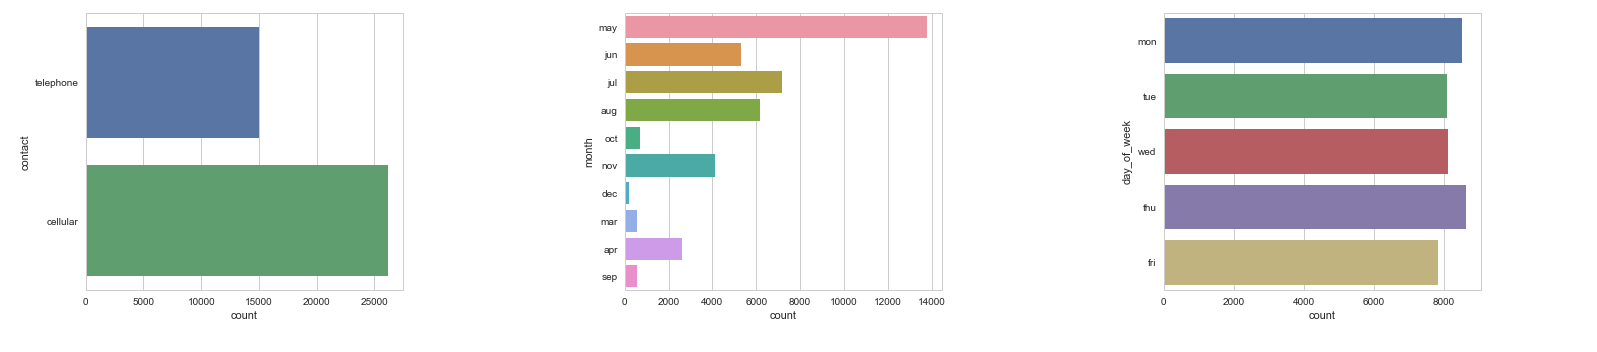 telephone
cellular
contact
0 5000 10000 15000 20000 25000
count
may
jun
jul
aug
oct
nov
dec
mar
apr
sep
month
0 2000 4000 6000 8000 10000 12000 14000
count
mon
tue
wed
thu
fri
day_of_week
0 2000 4000 6000 8000
count